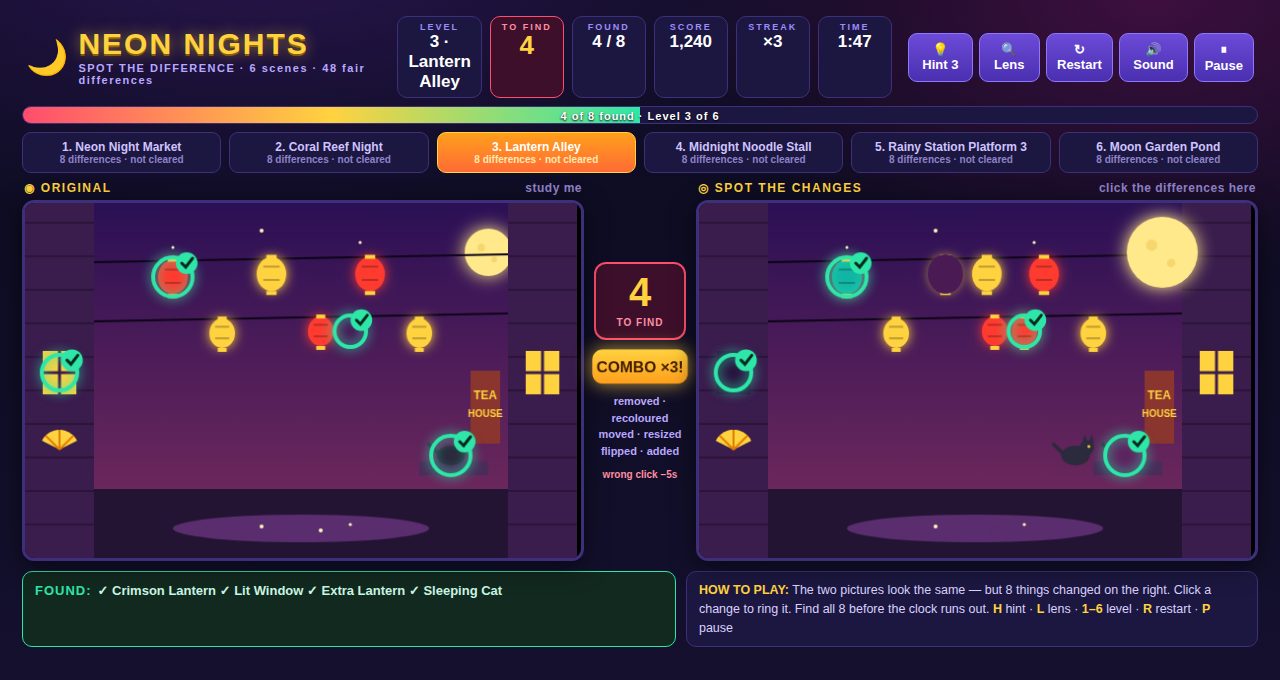 NEON NIGHTS
SPOT THE DIFFERENCE · 6 scenes · 48 fair
differences
LEVEL
3 ·
Lantern
Alley
TO FIND
4
FOUND
4 / 8
SCORE
1,240
STREAK
×3
TIME
1:47
Hint 3
Lens
Restart
Sound
Pause
4 of 8 found · Level 3 of 6
1. Neon Night Market
8 differences · not cleared
2. Coral Reef Night
8 differences · not cleared
3. Lantern Alley
8 differences · not cleared
4. Midnight Noodle Stall
8 differences · not cleared
5. Rainy Station Platform 3
8 differences · not cleared
6. Moon Garden Pond
8 differences · not cleared
◉ ORIGINAL
study me
◎ SPOT THE CHANGES
click the differences here
TEA
HOUSE
4
TO FIND
COMBO ×3!
removed ·
recoloured
moved · resized
flipped · added
wrong click −5s
TEA
HOUSE
FOUND: ✓ Crimson Lantern ✓ Lit Window ✓ Extra Lantern ✓ Sleeping Cat
HOW TO PLAY: The two pictures look the same — but 8 things changed on the right. Click a
change to ring it. Find all 8 before the clock runs out. H hint · L lens · 1–6 level · R restart · P
pause